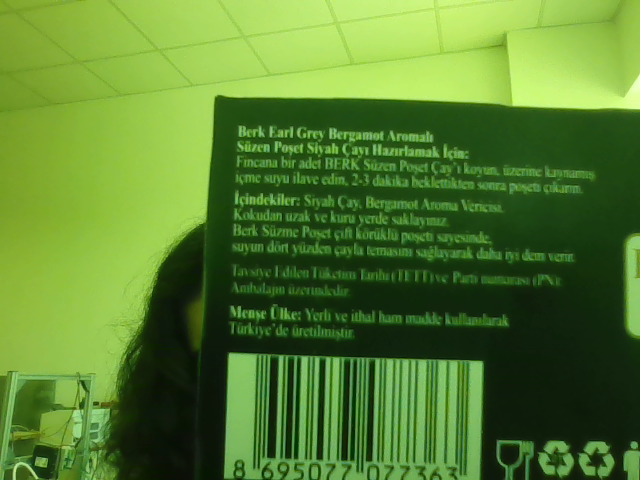 Berk Earl Grey Bergamot Aromalı
Süzen Poşet Siyah Çayı Hazırlamak İçin:
Fincana bir adet BERK Süzen Poşet Çay'ı koyun, üzerine kaynamış
içme suyu ilave edin, 2-3 dakika beklettikten sonra poşeti çıkarın.
İçindekiler: Siyah Çay, Bergamot Aroma Vericisi.
Kokudan uzak ve kuru yerde saklayınız.
Berk Süzme Poşet çift körüklü poşeti sayesinde,
suyun dört yüzden çayla temasını sağlayarak daha iyi dem verir.
Tavsiye Edilen Tüketim Tarihi (TETT) ve Parti numarası (PN):
Ambalajın üzerindedir.
Menşe Ülke: Yerli ve ithal ham madde kullanılarak
Türkiye'de üretilmiştir.
8 695077 077363